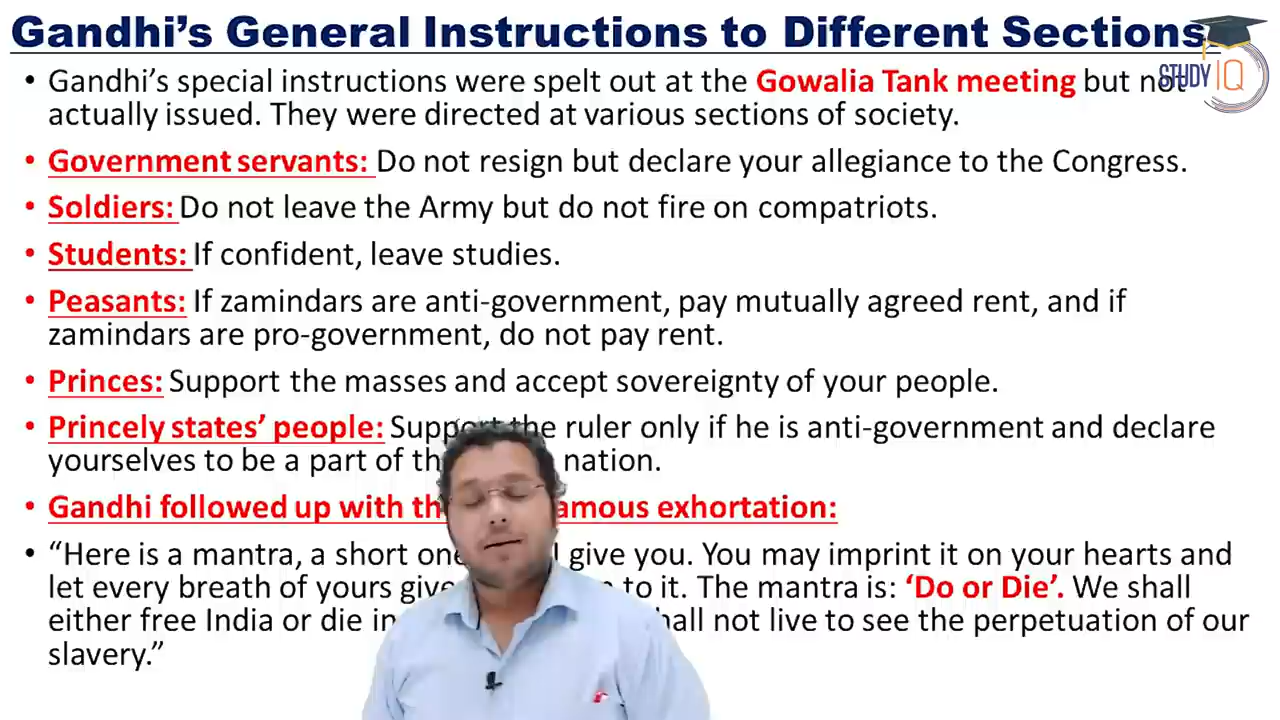 Gandhi's General Instructions to Different Sections
STUDY IQ
• Gandhi's special instructions were spelt out at the Gowalia Tank meeting but not
actually issued. They were directed at various sections of society.
• Government servants: Do not resign but declare your allegiance to the Congress.
• Soldiers: Do not leave the Army but do not fire on compatriots.
• Students: If confident, leave studies.
• Peasants: If zamindars are anti-government, pay mutually agreed rent, and if
zamindars are pro-government, do not pay rent.
• Princes: Support the masses and accept sovereignty of your people.
• Princely states' people: Support the ruler only if he is anti-government and declare
yourselves to be a part of nation.
• Gandhi followed up with exhortation:
• “Here is a mantra, a short give you. You may imprint it on your hearts and
let every breath of yours to it. The mantra is: ‘Do or Die’. We shall
either free India or die not live to see the perpetuation of our
slavery.”